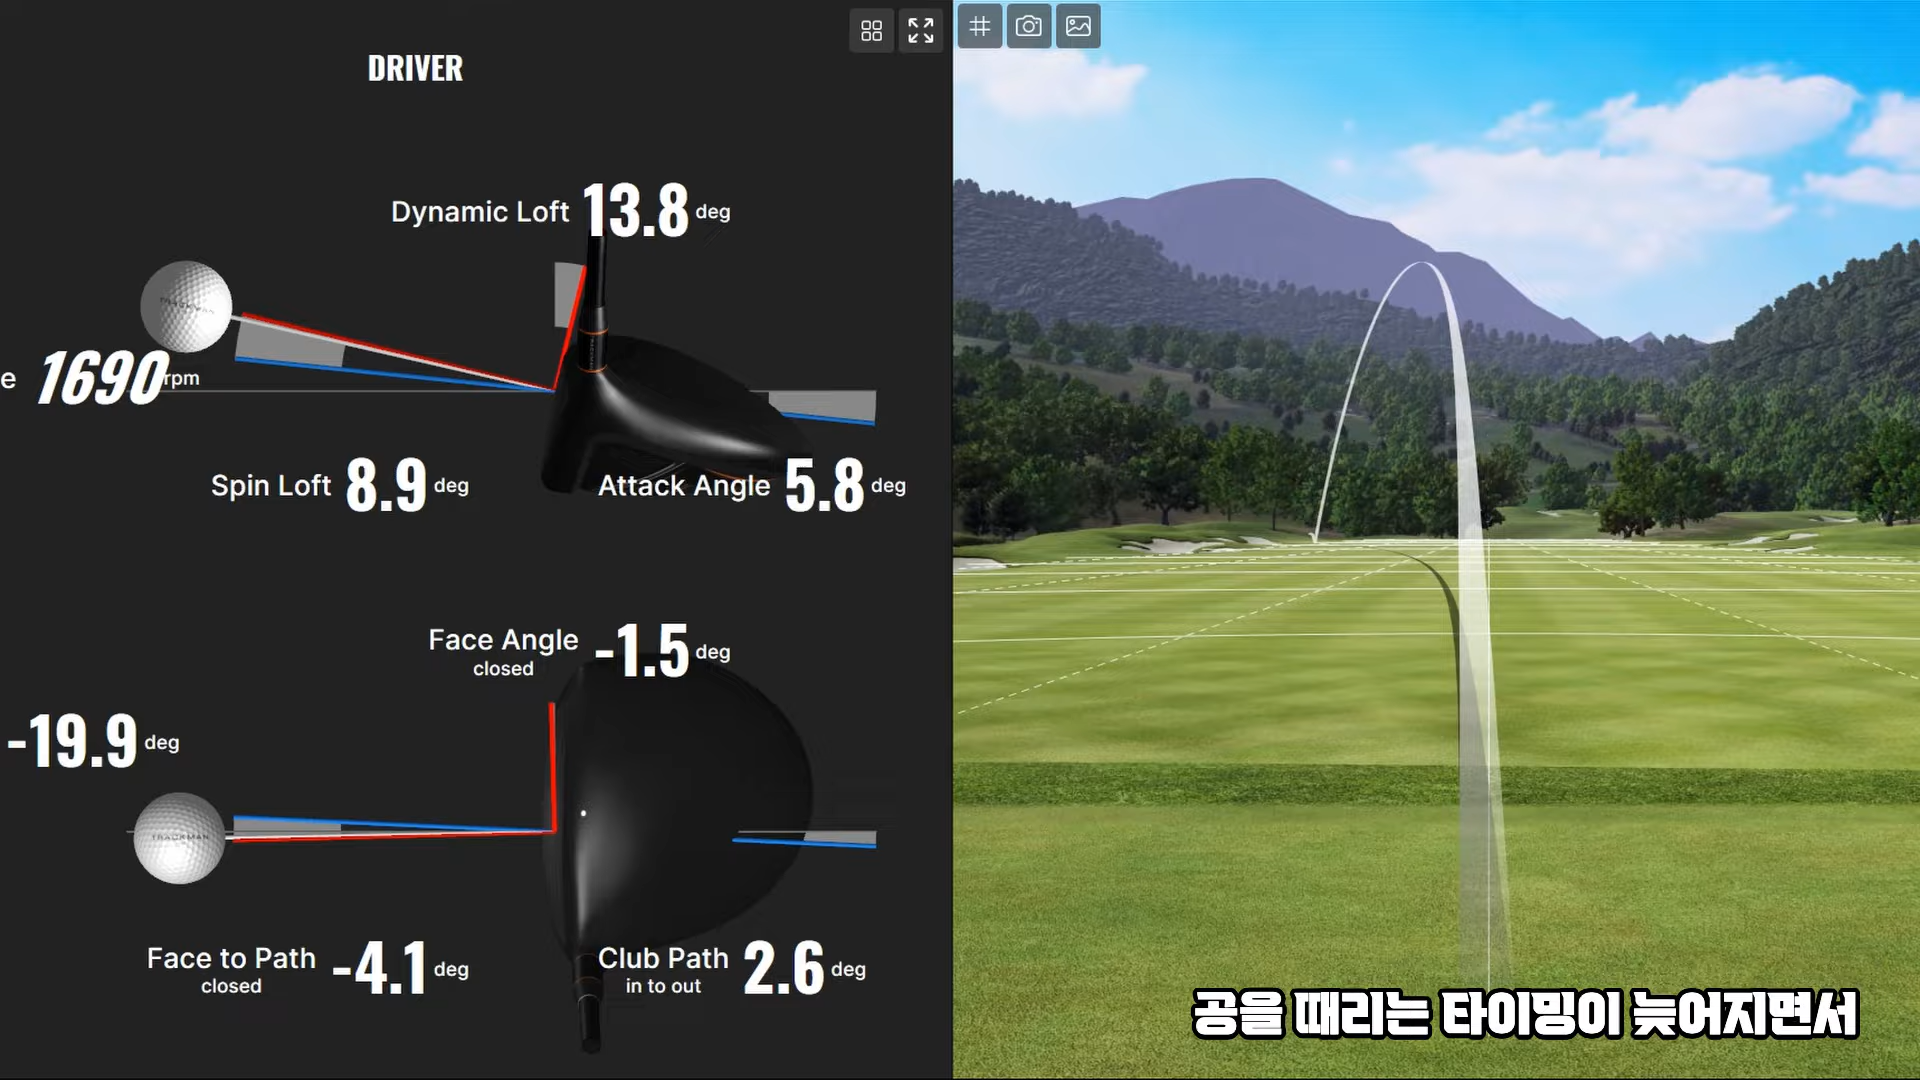 DRIVER
Dynamic Loft 13.8 deg
TRACKMAN
e 1690 rpm
Spin Loft 8.9 deg
Attack Angle 5.8 deg
Face Angle -1.5 deg
closed
-19.9 deg
TRACKMAN
Face to Path -4.1 deg
closed
Club Path 2.6 deg
in to out
공을 때리는 타이밍이 늦어지면서